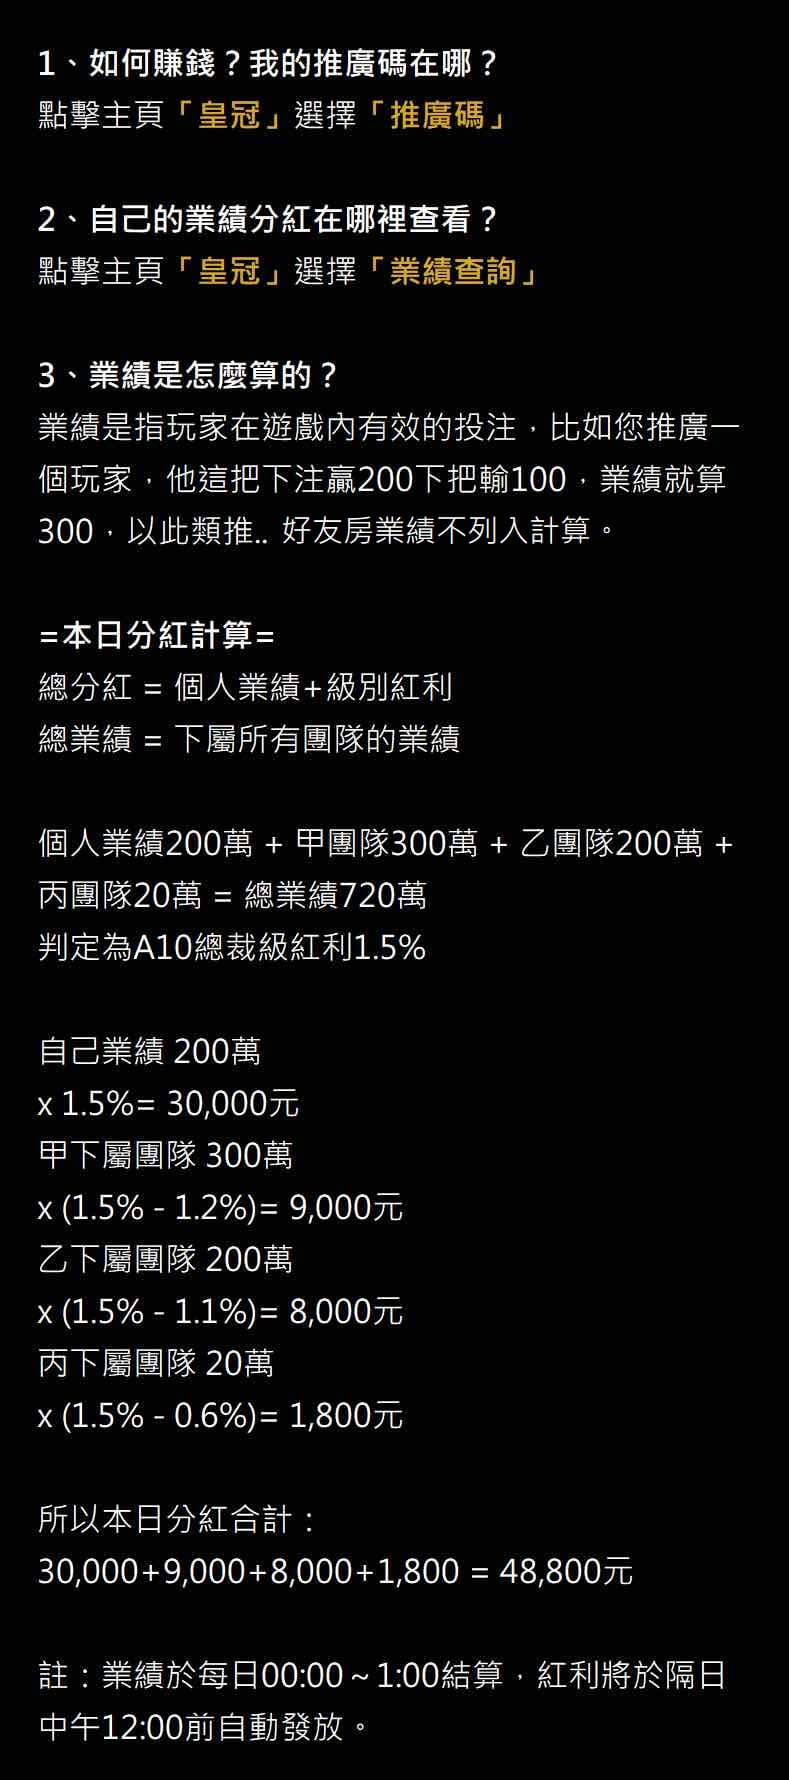 1、如何賺錢？我的推廣碼在哪？
點擊主頁「皇冠」選擇「推廣碼」
2、自己的業績分紅在哪裡查看？
點擊主頁「皇冠」選擇「業績查詢」
3、業績是怎麼算的？
業績是指玩家在遊戲內有效的投注，比如您推廣一
個玩家，他這把下注贏200下把輸100，業績就算
300，以此類推.. 好友房業績不列入計算。
=本日分紅計算=
總分紅 = 個人業績+級別紅利
總業績 = 下屬所有團隊的業績
個人業績200萬 + 甲團隊300萬 + 乙團隊200萬 +
丙團隊20萬 = 總業績720萬
判定為A10總裁級紅利1.5%
自己業績 200萬
x 1.5%= 30,000元
甲下屬團隊 300萬
x (1.5% - 1.2%)= 9,000元
乙下屬團隊 200萬
x (1.5% - 1.1%)= 8,000元
丙下屬團隊 20萬
x (1.5% - 0.6%)= 1,800元
所以本日分紅合計：
30,000+9,000+8,000+1,800 = 48,800元
註：業績於每日00:00～1:00結算，紅利將於隔日
中午12:00前自動發放。